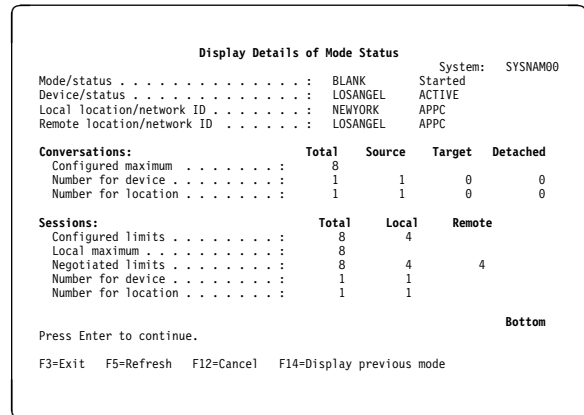 Display Details of Mode Status
System: SYSNAM00
Mode/status . . . . . . . . . . . . . . : BLANK Started
Device/status . . . . . . . . . . . . . : LOSANGEL ACTIVE
Local location/network ID . . . . . . . : NEWYORK APPC
Remote location/network ID . . . . . . : LOSANGEL APPC
Conversations: Total Source Target Detached
Configured maximum . . . . . . . : 8
Number for device . . . . . . . . : 1 1 0 0
Number for location . . . . . . . : 1 1 0 0
Sessions: Total Local Remote
Configured limits . . . . . . . . : 8 4
Local maximum . . . . . . . . . . : 8
Negotiated limits . . . . . . . . : 8 4 4
Number for device . . . . . . . . : 1 1
Number for location . . . . . . . : 1 1
Bottom
Press Enter to continue.
F3=Exit F5=Refresh F12=Cancel F14=Display previous mode